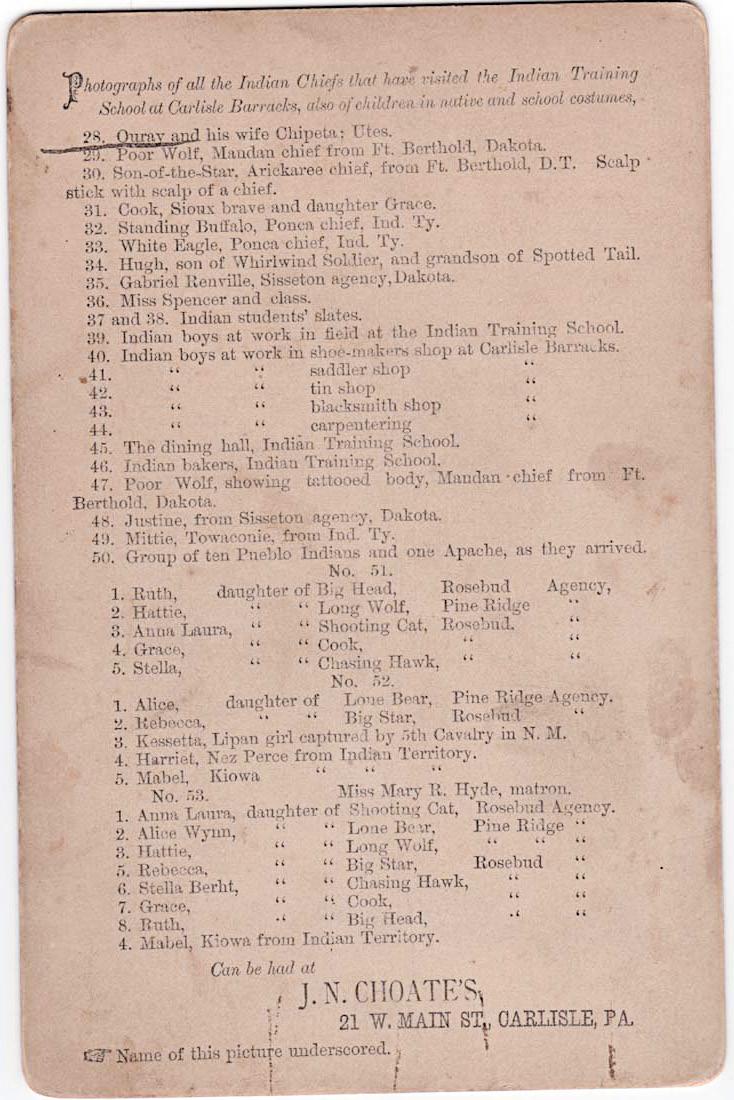 Photographs of all the Indian Chiefs that have visited the Indian Training
School at Carlisle Barracks, also of children in native and school costumes,
28. Ouray and his wife Chipeta; Utes.
29. Poor Wolf, Mandan chief from Ft. Berthold, Dakota.
30. Son-of-the-Star, Arickaree chief, from Ft. Berthold, D.T. Scalp
stick with scalp of a chief.
31. Cook, Sioux brave and daughter Grace.
32. Standing Buffalo, Ponca chief, Ind. Ty.
33. White Eagle, Ponca chief, Ind. Ty.
34. Hugh, son of Whirlwind Soldier, and grandson of Spotted Tail.
35. Gabriel Renville, Sisseton agency, Dakota.
36. Miss Spencer and class.
37 and 38. Indian students' slates.
39. Indian boys at work in field at the Indian Training School.
40. Indian boys at work in shoe-makers shop at Carlisle Barracks.
41. “ “ saddler shop “
42. “ “ tin shop “
43. “ “ blacksmith shop “
44. “ “ carpentering “
45. The dining hall, Indian Training School.
46. Indian bakers, Indian Training School.
47. Poor Wolf, showing tattooed body, Mandan chief from Ft.
Berthold, Dakota.
48. Justine, from Sisseton agency, Dakota.
49. Mittie, Towaconie, from Ind. Ty.
50. Group of ten Pueblo Indians and one Apache, as they arrived.
No. 51.
1. Ruth, daughter of Big Head, Rosebud Agency,
2. Hattie, “ “ Long Wolf, Pine Ridge “
3. Anna Laura, “ “ Shooting Cat, Rosebud. “
4. Grace, “ “ Cook, “ “
5. Stella, “ “ Chasing Hawk, “ “
No. 52.
1. Alice, daughter of Lone Bear, Pine Ridge Agency.
2. Rebecca, “ “ Big Star, Rosebud “
3. Kessetta, Lipan girl captured by 5th Cavalry in N. M.
4. Harriet, Nez Perce from Indian Territory.
5. Mabel, Kiowa “ “ “
No. 53. Miss Mary R. Hyde, matron.
1. Anna Laura, daughter of Shooting Cat, Rosebud Agency.
2. Alice Wynn, “ “ Lone Bear, Pine Ridge “
3. Hattie, “ “ Long Wolf, “ “ “
5. Rebecca, “ “ Big Star, Rosebud “
6. Stella Berht, “ “ Chasing Hawk, “ “
7. Grace, “ “ Cook, “ “
8. Ruth, “ “ Big Head, “ “
4. Mabel, Kiowa from Indian Territory.
Can be had at
J. N. CHOATE'S,
21 W. MAIN ST., CARLISLE, PA.
☞ Name of this picture underscored.